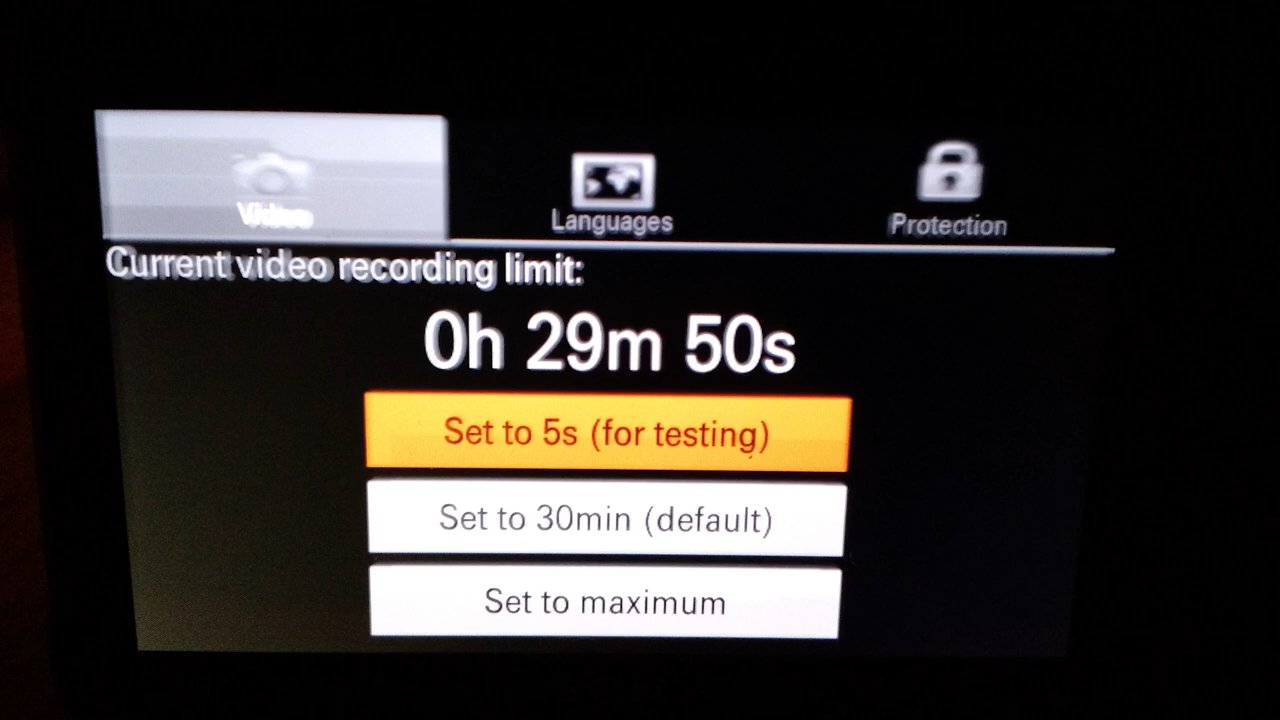 Video
Languages
Protection
Current video recording limit:
0h 29m 50s
Set to 5s (for testing)
Set to 30min (default)
Set to maximum